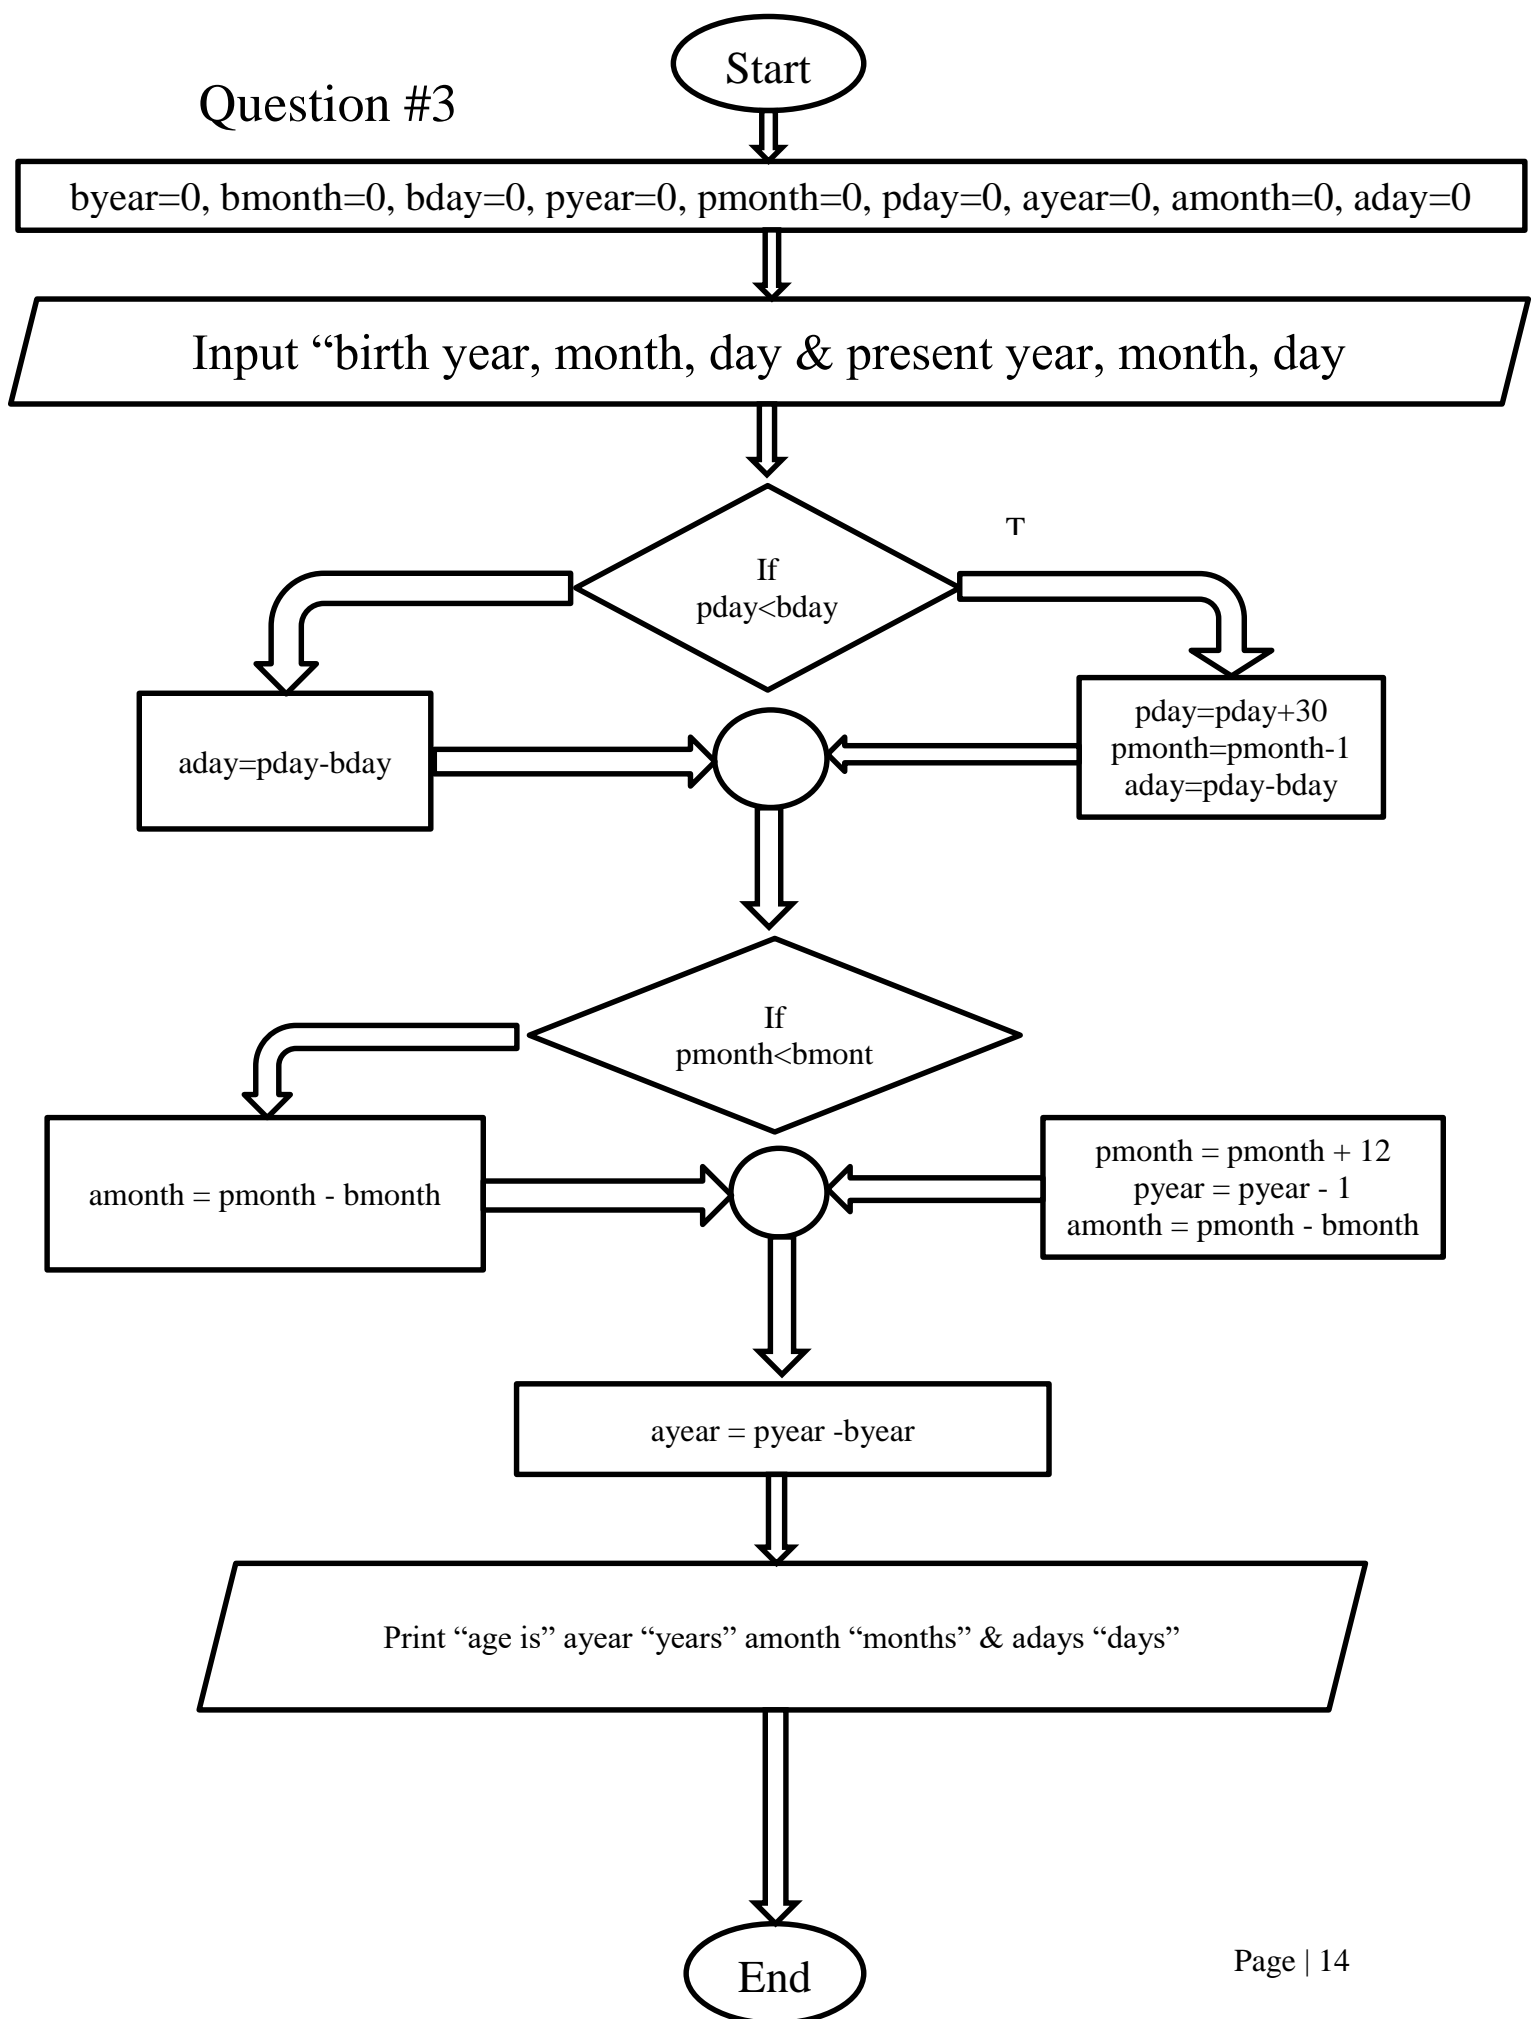 Start
Question #3
byear=0, bmonth=0, bday=0, pyear=0, pmonth=0, pday=0, ayear=0, amonth=0, aday=0
Input “birth year, month, day & present year, month, day
T
If
pday<bday
aday=pday-bday
pday=pday+30
pmonth=pmonth-1
aday=pday-bday
If
pmonth<bmont
amonth = pmonth - bmonth
pmonth = pmonth + 12
pyear = pyear - 1
amonth = pmonth - bmonth
ayear = pyear -byear
Print “age is” ayear “years” amonth “months” & adays “days”
End
Page | 14